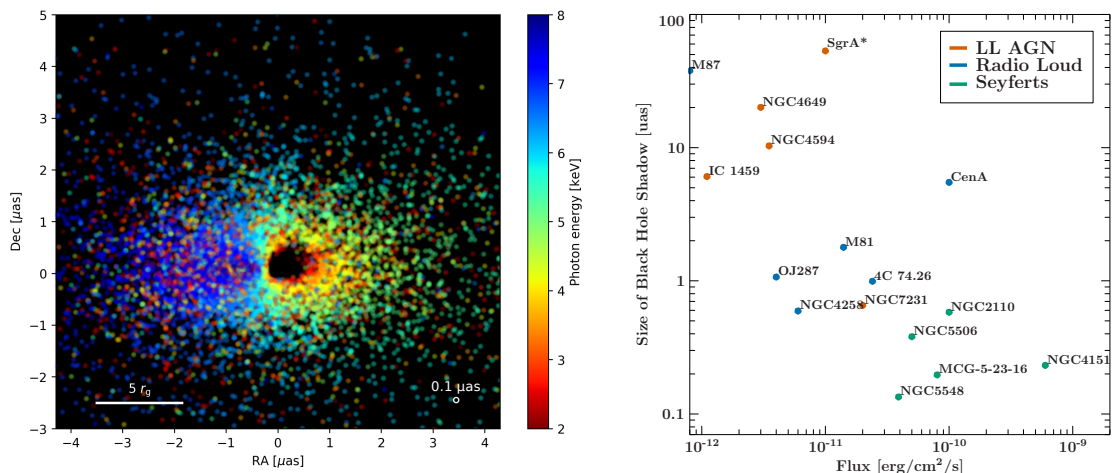 5
4
3
2
1
0
−1
−2
−3
Dec [μas]
5 r_g
0.1 μas
−4 −3 −2 −1 0 1 2 3 4
RA [μas]
8
7
6
5
4
3
2
Photon energy [keV]
100
10
1
0.1
Size of Black Hole Shadow [uas]
LL AGN
Radio Loud
Seyferts
SgrA*
M87
NGC4649
NGC4594
IC 1459
CenA
M81
OJ287
4C 74.26
NGC4258
NGC7231
NGC2110
NGC5506
NGC4151
MCG-5-23-16
NGC5548
10⁻¹² 10⁻¹¹ 10⁻¹⁰ 10⁻⁹
Flux [erg/cm²/s]